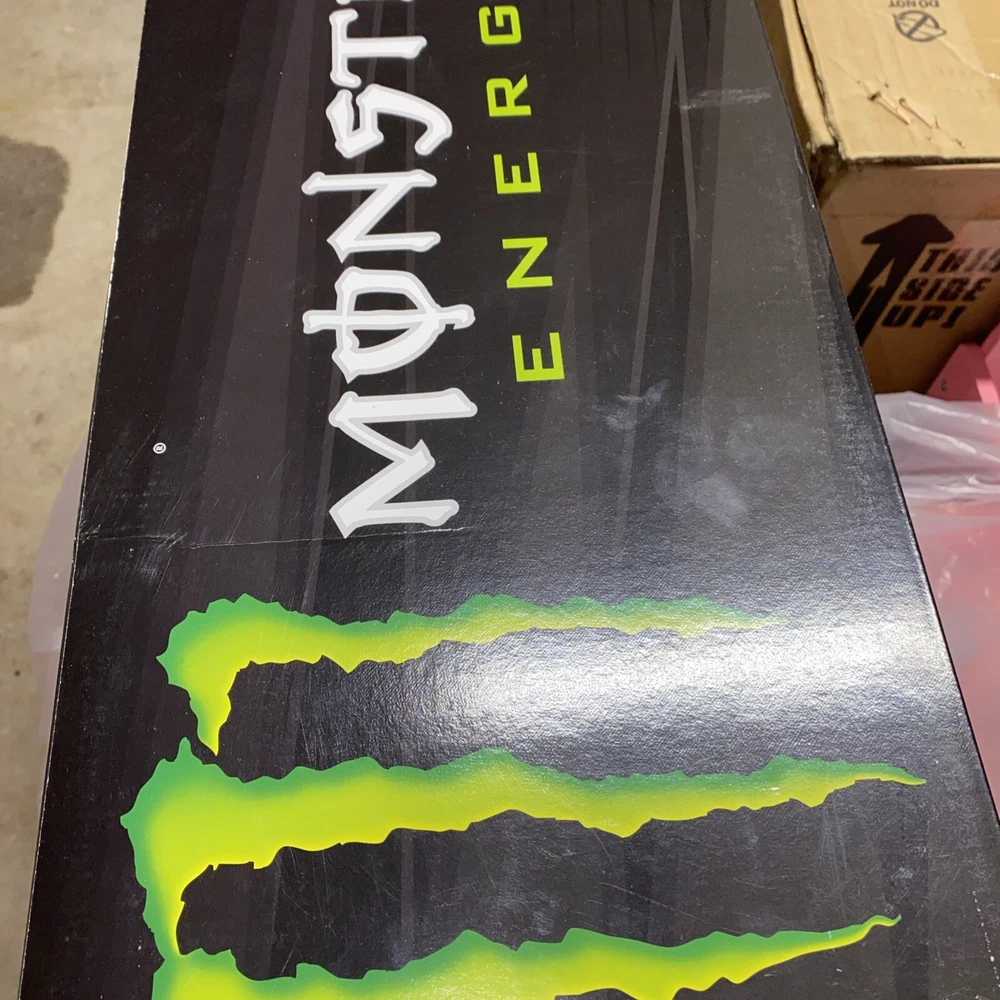 MONST
ENERG
®
DO NOT
THIS
SIDE
UP!